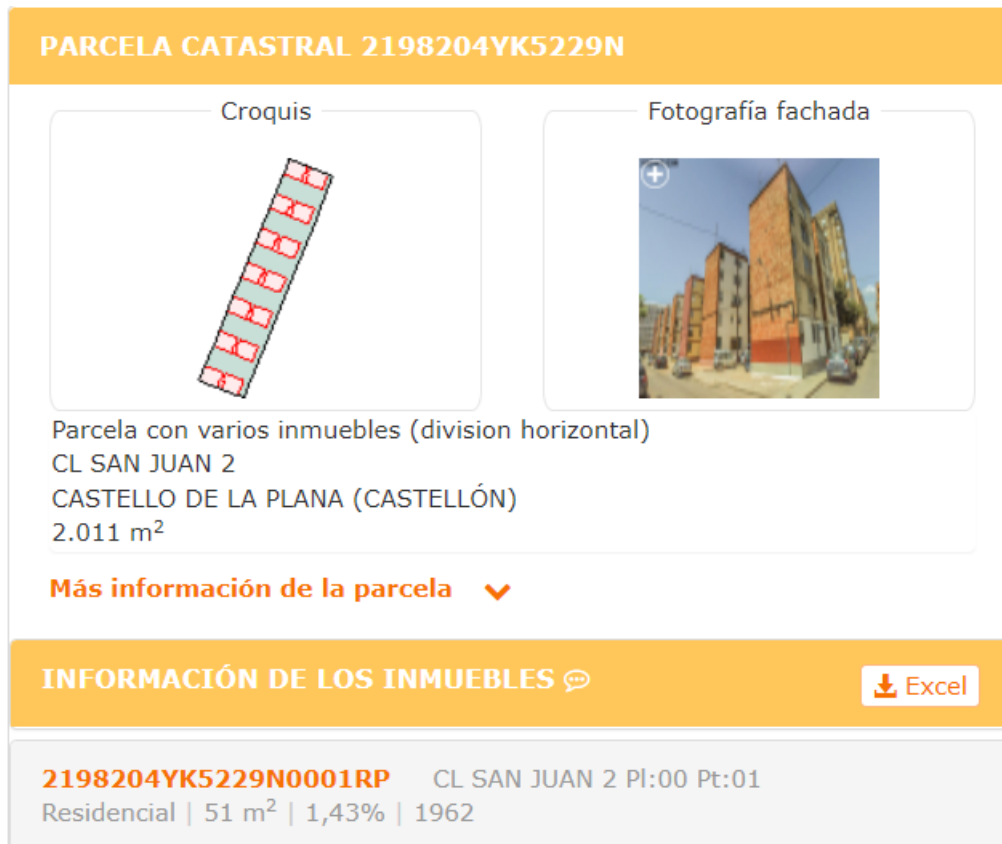 PARCELA CATASTRAL 2198204YK5229N
Croquis
Fotografía fachada
Parcela con varios inmuebles (division horizontal)
CL SAN JUAN 2
CASTELLO DE LA PLANA (CASTELLÓN)
2.011 m²
Más información de la parcela
INFORMACIÓN DE LOS INMUEBLES
Excel
2198204YK5229N0001RP CL SAN JUAN 2 Pl:00 Pt:01
Residencial | 51 m² | 1,43% | 1962